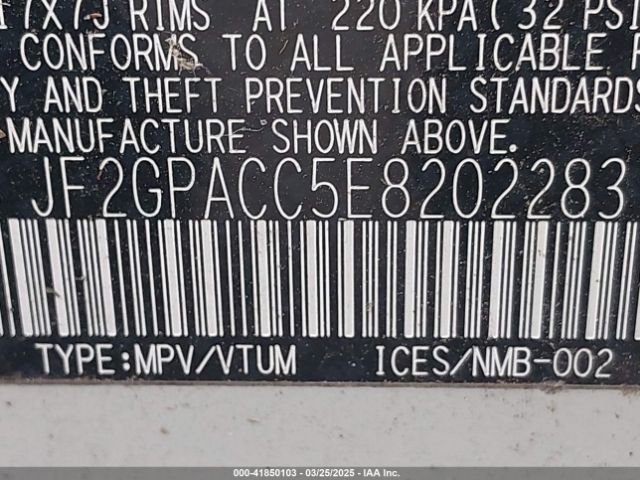 17X7J RIMS AT 220 KPA ( 32 PSI
CONFORMS TO ALL APPLICABLE F
Y AND THEFT PREVENTION STANDARDS
MANUFACTURE SHOWN ABOVE.
JF2GPACC5E8202283
TYPE:MPV/VTUM ICES/NMB-002
000-41850103 — 03/25/2025 — IAA Inc.